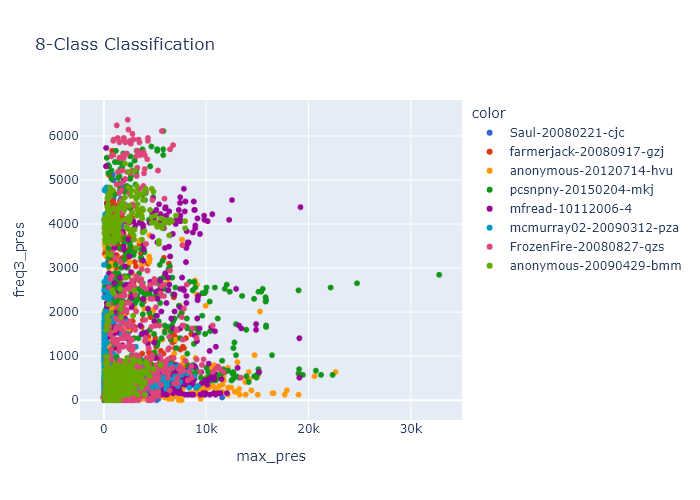 8-Class Classification
color
Saul-20080221-cjc
farmerjack-20080917-gzj
anonymous-20120714-hvu
pcsnpny-20150204-mkj
mfread-10112006-4
mcmurray02-20090312-pza
FrozenFire-20080827-qzs
anonymous-20090429-bmm
freq3_pres
6000
5000
4000
3000
2000
1000
0
0
10k
20k
30k
max_pres